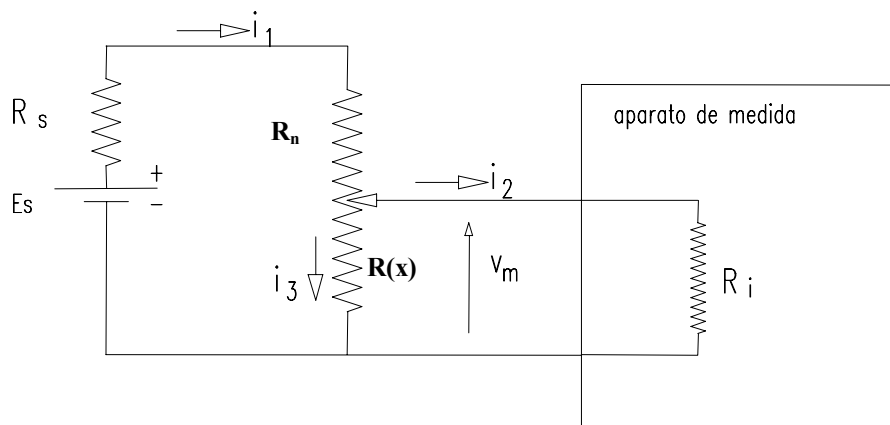 i1
Rs
Rn
aparato de medida
i2
+
Es
-
R(x)
i3
vm
Ri